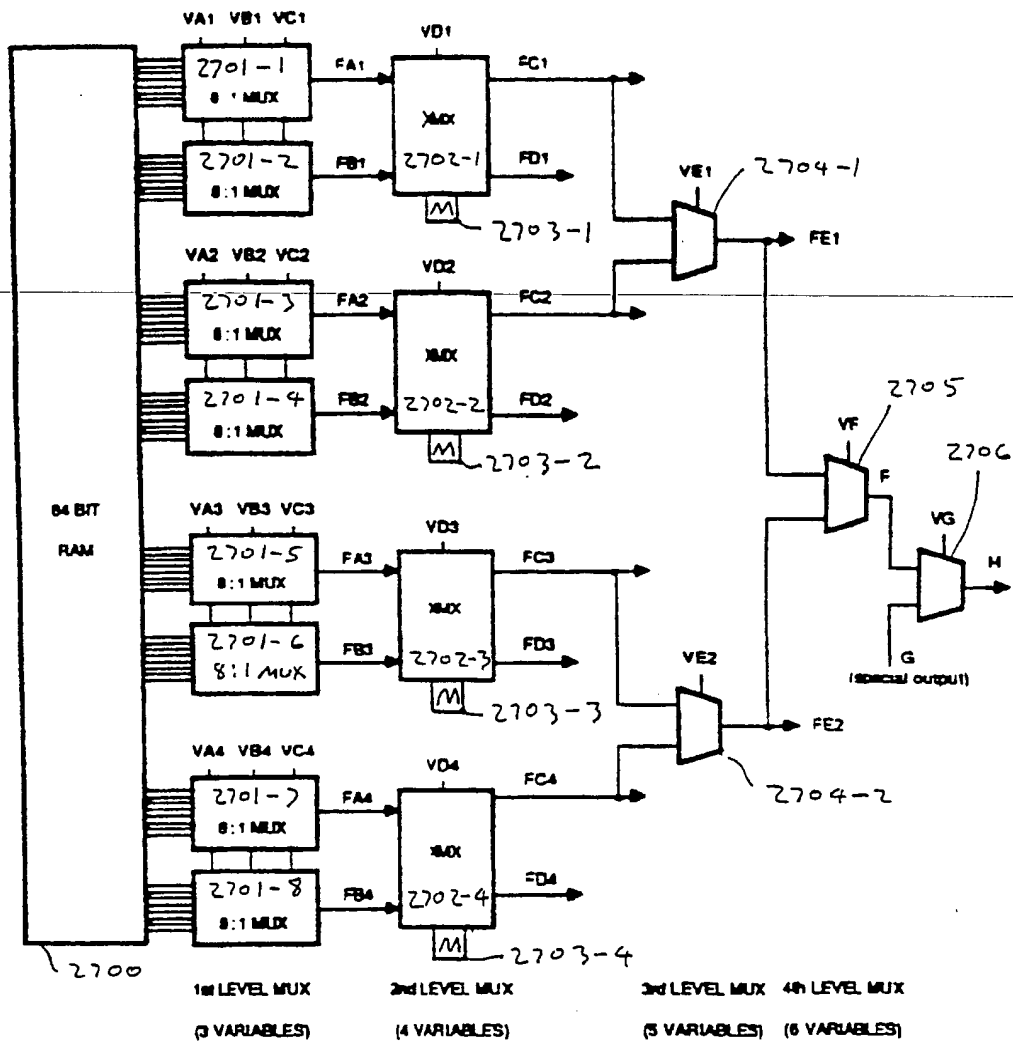 VA1 VB1 VC1
VD1
2701-1
8:1 MUX
FA1
FC1
XMX
2702-1
2701-2
8:1 MUX
FB1
FD1
M
2703-1
VE1
2704-1
FE1
VA2 VB2 VC2
VD2
2701-3
8:1 MUX
FA2
FC2
XMX
2702-2
2701-4
8:1 MUX
FB2
FD2
M
2703-2
VF
2705
F
2706
VG
H
G
(special output)
64 BIT
RAM
VA3 VB3 VC3
VD3
2701-5
8:1 MUX
FA3
FC3
XMX
2702-3
2701-6
8:1 MUX
FB3
FD3
M
2703-3
VE2
FE2
2704-2
VA4 VB4 VC4
VD4
2701-7
8:1 MUX
FA4
FC4
XMX
2702-4
2701-8
8:1 MUX
FB4
FD4
M
2703-4
2700
1st LEVEL MUX
(3 VARIABLES)
2nd LEVEL MUX
(4 VARIABLES)
3rd LEVEL MUX
(5 VARIABLES)
4th LEVEL MUX
(6 VARIABLES)